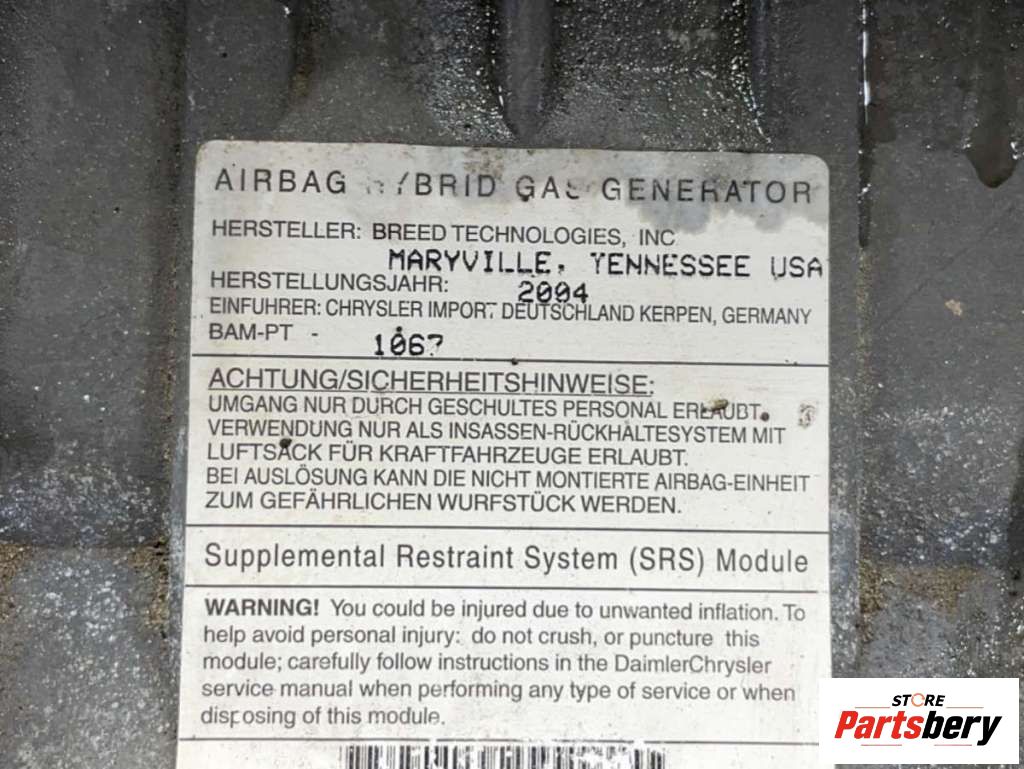 AIRBAG HYBRID GAS GENERATOR
HERSTELLER: BREED TECHNOLOGIES, INC
MARYVILLE, TENNESSEE USA
HERSTELLUNGSJAHR: 2004
EINFUHRER: CHRYSLER IMPORT DEUTSCHLAND KERPEN, GERMANY
BAM-PT - 1067
ACHTUNG/SICHERHEITSHINWEISE:
UMGANG NUR DURCH GESCHULTES PERSONAL ERLAUBT.
VERWENDUNG NUR ALS INSASSEN-RÜCKHALTESYSTEM MIT
LUFTSACK FÜR KRAFTFAHRZEUGE ERLAUBT.
BEI AUSLÖSUNG KANN DIE NICHT MONTIERTE AIRBAG-EINHEIT
ZUM GEFÄHRLICHEN WURFSTÜCK WERDEN.
Supplemental Restraint System (SRS) Module
WARNING! You could be injured due to unwanted inflation. To
help avoid personal injury: do not crush, or puncture this
module; carefully follow instructions in the DaimlerChrysler
service manual when performing any type of service or when
disposing of this module.
STORE
Partsbery